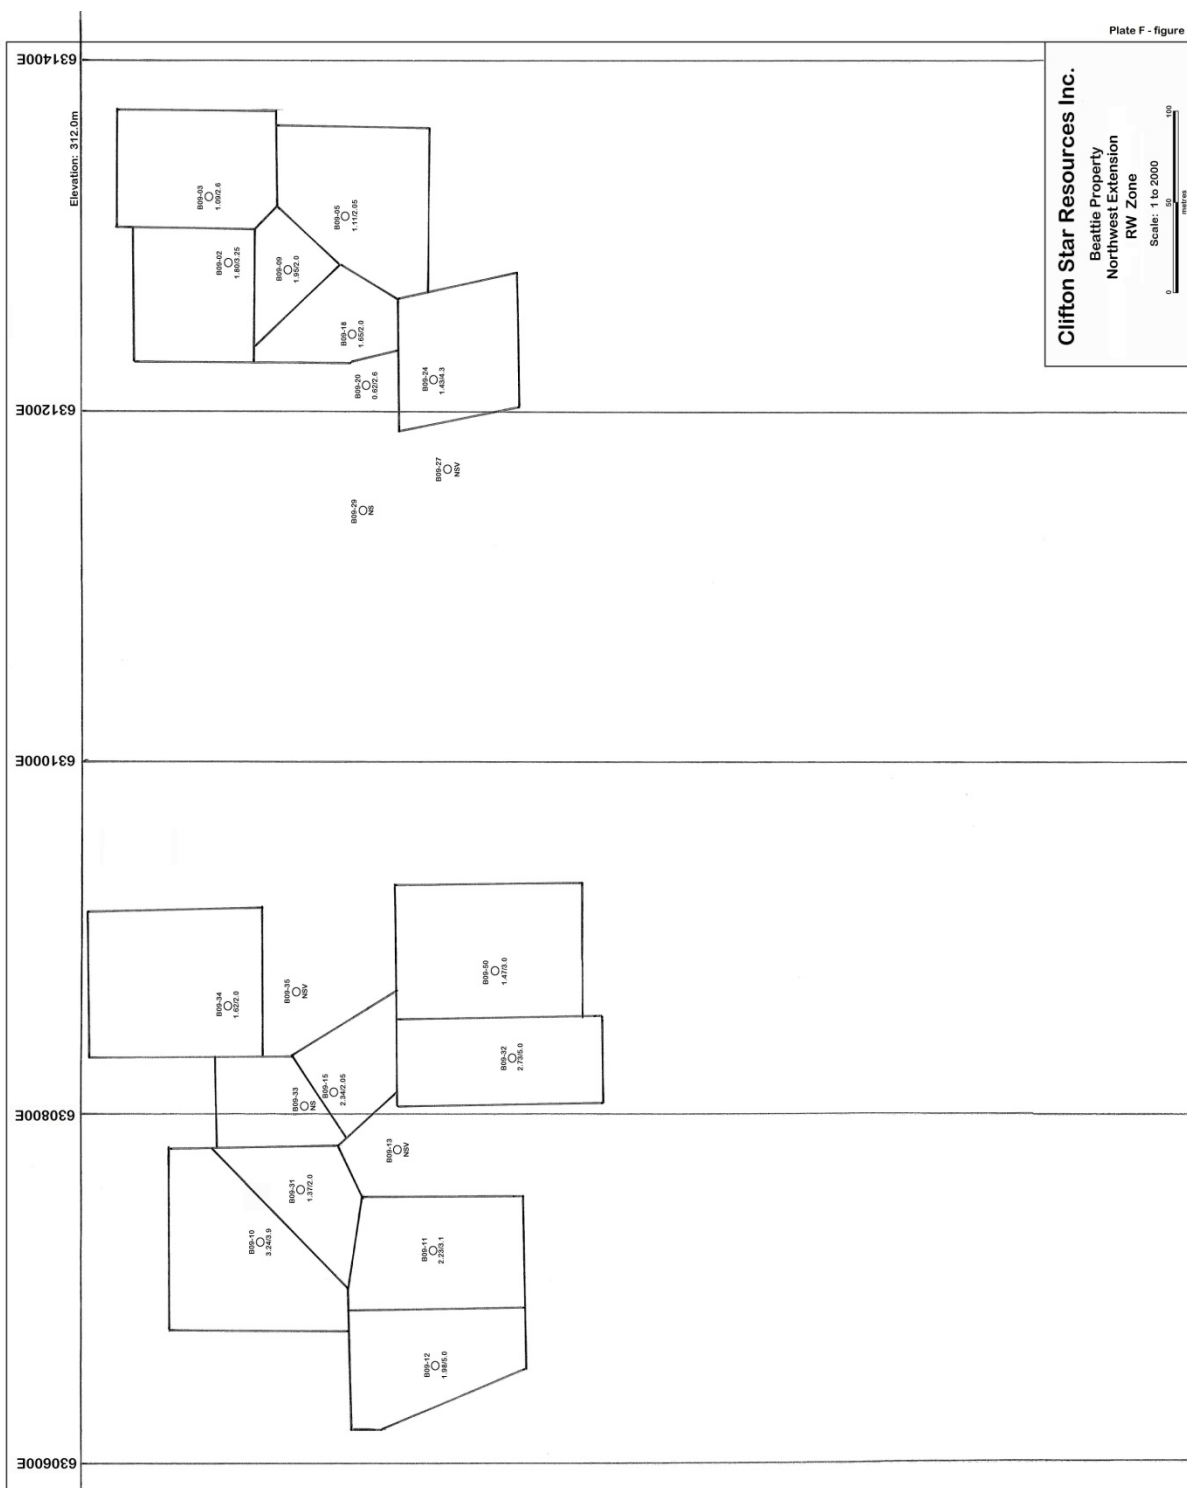 Plate F - figure
631400E
Elevation: 312.0m
Clifton Star Resources Inc.
Beattie Property
Northwest Extension
RW Zone
Scale: 1 to 2000
0
50
100
metres
B09-03
1.09/2.6
B09-05
1.11/2.05
B09-02
1.80/3.25
B09-09
1.95/2.0
B09-18
1.65/2.0
B09-20
0.62/2.6
B09-24
1.43/4.3
631200E
B09-27
NSV
B09-29
NS
631000E
B09-50
1.47/3.0
B09-35
NSV
B09-34
1.62/2.0
B09-32
2.73/5.0
B09-15
2.34/2.05
B09-33
NS
630800E
B09-13
NSV
B09-31
1.37/2.0
B09-10
3.24/3.9
B09-11
2.23/3.1
B09-12
1.98/5.0
630600E